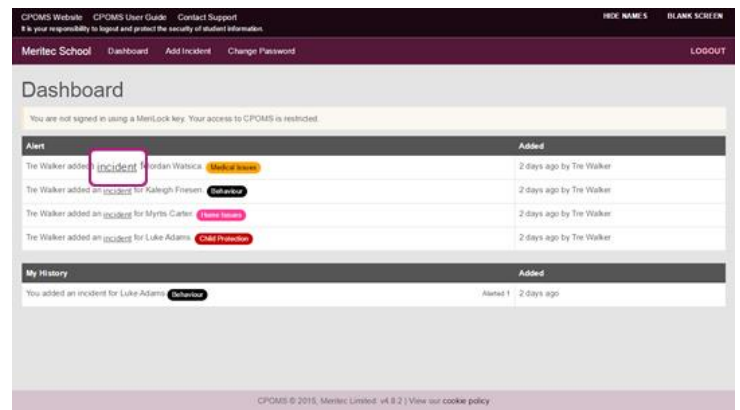 CPOMS Website CPOMS User Guide Contact Support HIDE NAMES BLANK SCREEN
It is your responsibility to logout and protect the security of student information.
Meritec School Dashboard Add Incident Change Password LOGOUT
Dashboard
You are not signed in using a MeriLock key. Your access to CPOMS is restricted.
Alert Added
Tre Walker added incident Jordan Watsica. Medical Issues 2 days ago by Tre Walker
Tre Walker added an incident for Kaleigh Friesen. Behaviour 2 days ago by Tre Walker
Tre Walker added an incident for Myrtis Carter. Home Issues 2 days ago by Tre Walker
Tre Walker added an incident for Luke Adams. Child Protection 2 days ago by Tre Walker
My History Added
You added an incident for Luke Adams Behaviour Alerted 1 2 days ago
CPOMS © 2015, Meritec Limited. v4.8.2 | View our cookie policy